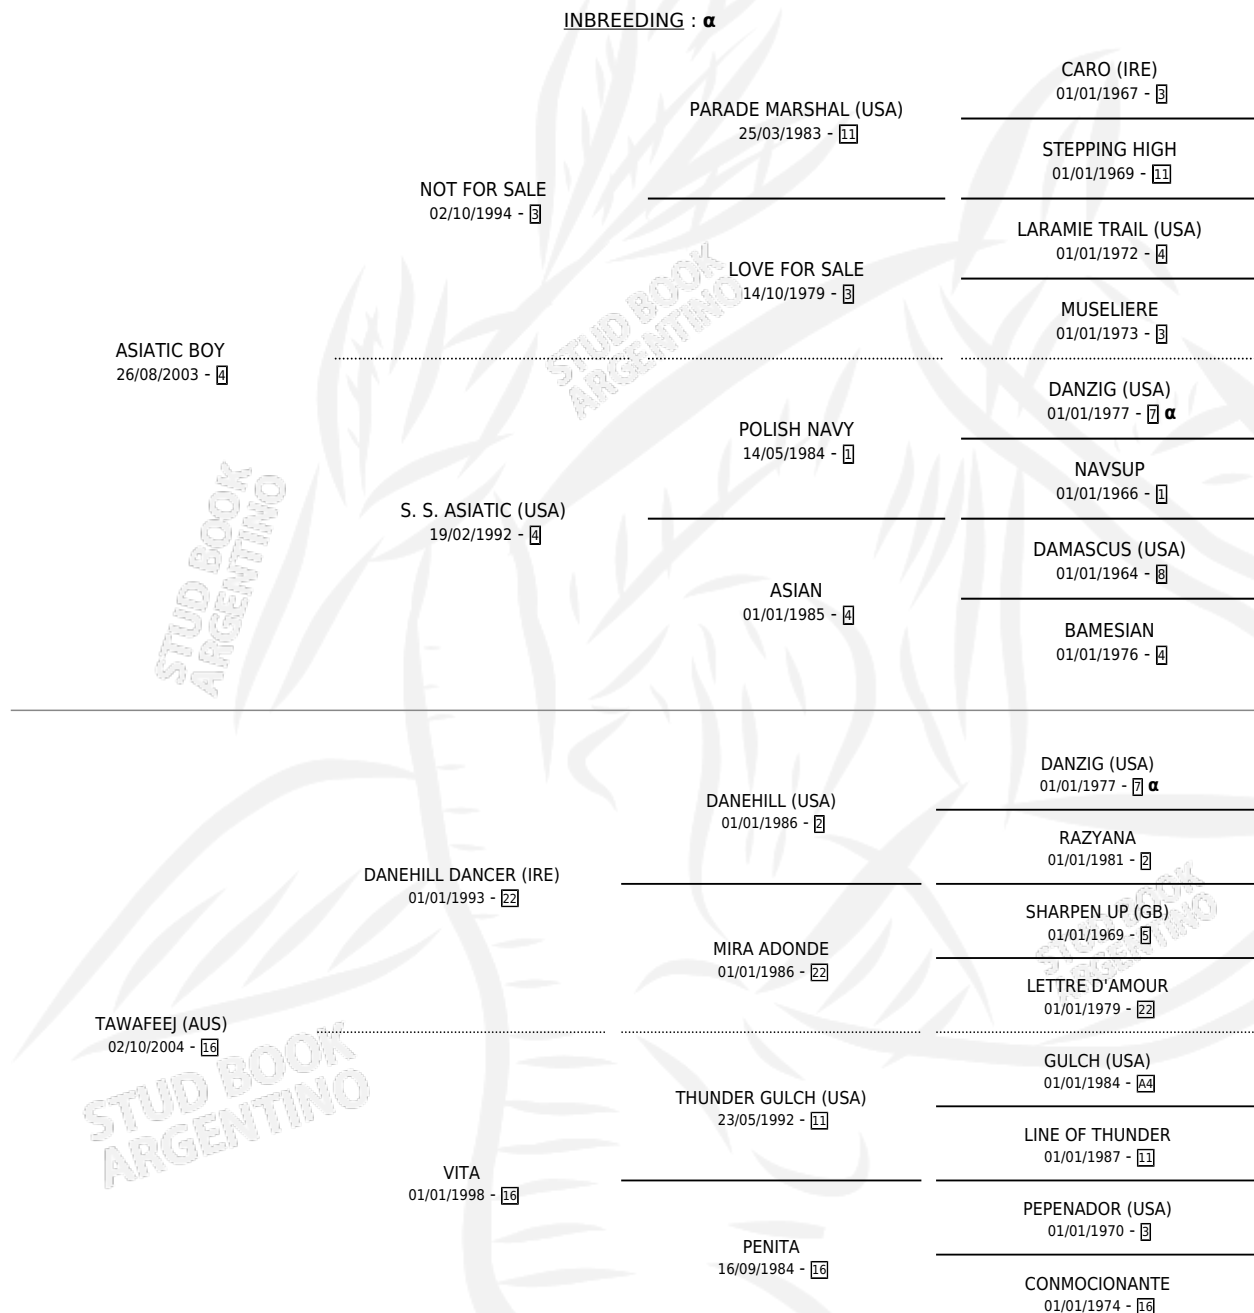 INBREEDING : α
CARO (IRE)
01/01/1967 - 3
PARADE MARSHAL (USA)
25/03/1983 - 11
STEPPING HIGH
01/01/1969 - 11
NOT FOR SALE
02/10/1994 - 3
LARAMIE TRAIL (USA)
01/01/1972 - 4
LOVE FOR SALE
14/10/1979 - 3
MUSELIERE
01/01/1973 - 3
ASIATIC BOY
26/08/2003 - 4
DANZIG (USA)
01/01/1977 - 7 α
POLISH NAVY
14/05/1984 - 1
NAVSUP
01/01/1966 - 1
S. S. ASIATIC (USA)
19/02/1992 - 4
DAMASCUS (USA)
01/01/1964 - 8
ASIAN
01/01/1985 - 4
BAMESIAN
01/01/1976 - 4
DANZIG (USA)
01/01/1977 - 7 α
DANEHILL (USA)
01/01/1986 - 2
RAZYANA
01/01/1981 - 2
DANEHILL DANCER (IRE)
01/01/1993 - 22
SHARPEN UP (GB)
01/01/1969 - 5
MIRA ADONDE
01/01/1986 - 22
LETTRE D'AMOUR
01/01/1979 - 22
TAWAFEEJ (AUS)
02/10/2004 - 16
GULCH (USA)
01/01/1984 - A4
THUNDER GULCH (USA)
23/05/1992 - 11
LINE OF THUNDER
01/01/1987 - 11
VITA
01/01/1998 - 16
PEPENADOR (USA)
01/01/1970 - 3
PENITA
16/09/1984 - 16
CONMOCIONANTE
01/01/1974 - 16
STUD BOOK
ARGENTINO
STUD BOOK
ARGENTINO
STUD BOOK
ARGENTINO
STUD BOOK
ARGENTINO